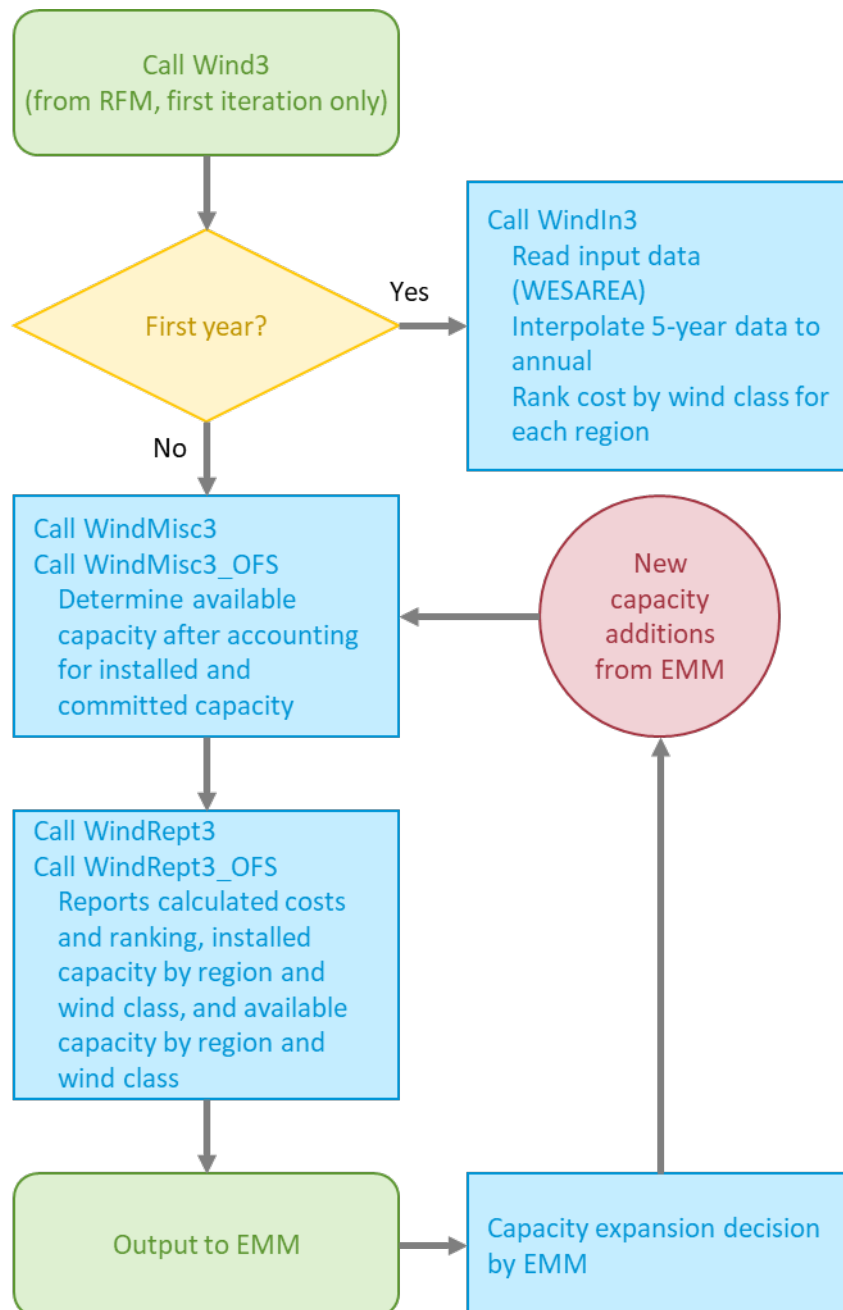 Call Wind3
(from RFM, first iteration only)
First year?
Yes
Call WindIn3
Read input data
(WESAREA)
Interpolate 5-year data to
annual
Rank cost by wind class for
each region
No
Call WindMisc3
Call WindMisc3_OFS
Determine available
capacity after accounting
for installed and
committed capacity
New
capacity
additions
from EMM
Call WindRept3
Call WindRept3_OFS
Reports calculated costs
and ranking, installed
capacity by region and
wind class, and available
capacity by region and
wind class
Output to EMM
Capacity expansion decision
by EMM